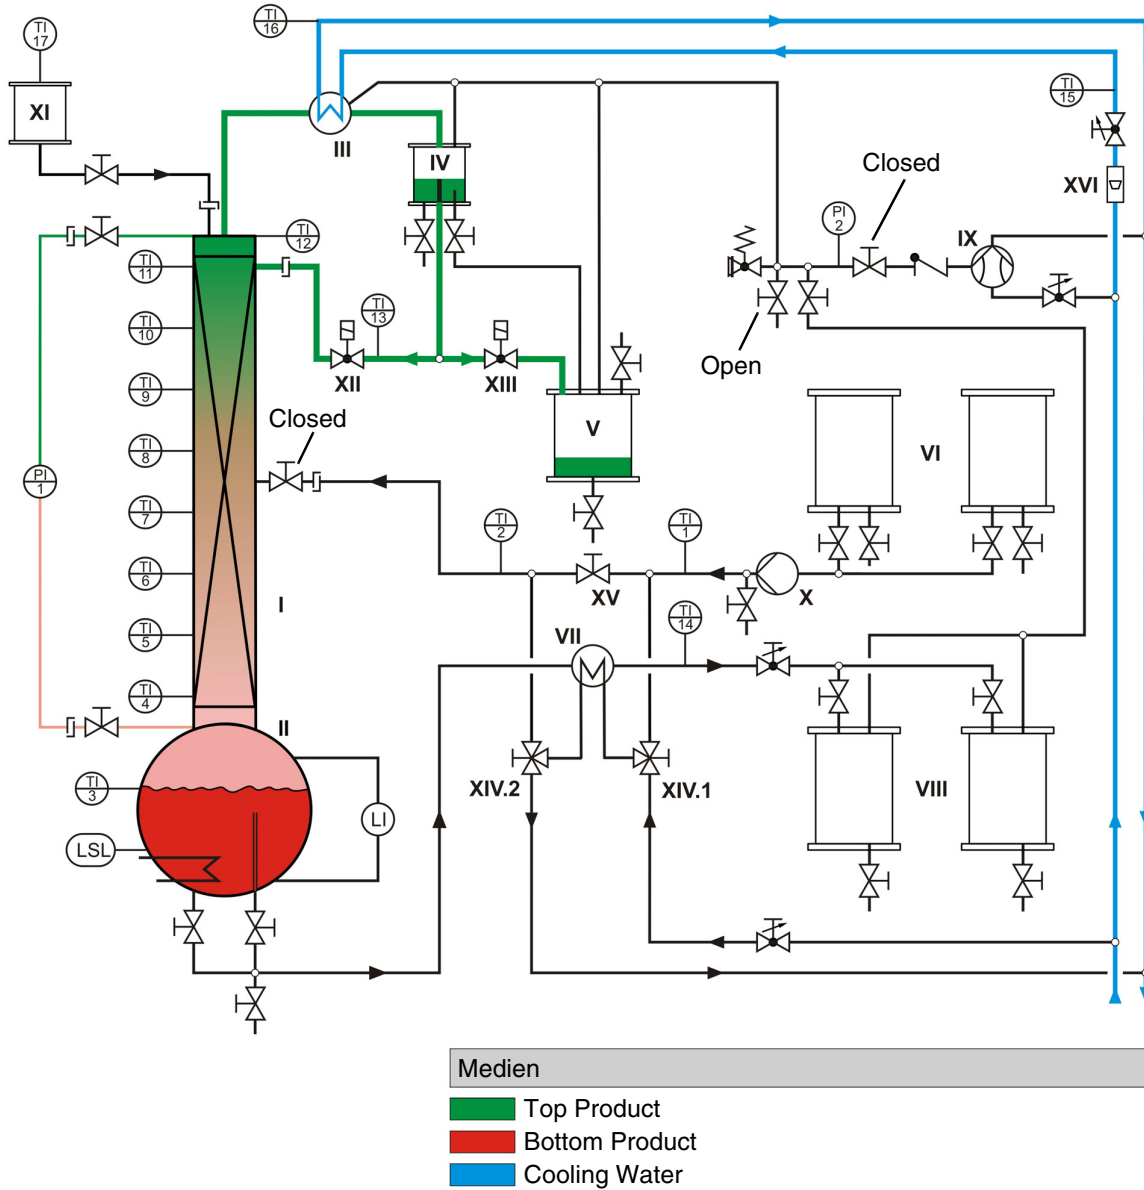 TI
16
TI
17
XI
III
IV
TI
15
XVI
Closed
PI
2
IX
TI
12
TI
11
TI
13
TI
10
XII
XIII
Open
TI
9
Closed
V
VI
TI
8
PI
1
TI
7
TI
2
TI
1
TI
6
XV
X
I
TI
14
VII
TI
5
TI
4
II
TI
3
XIV.2
XIV.1
VIII
LI
LSL
Medien
Top Product
Bottom Product
Cooling Water